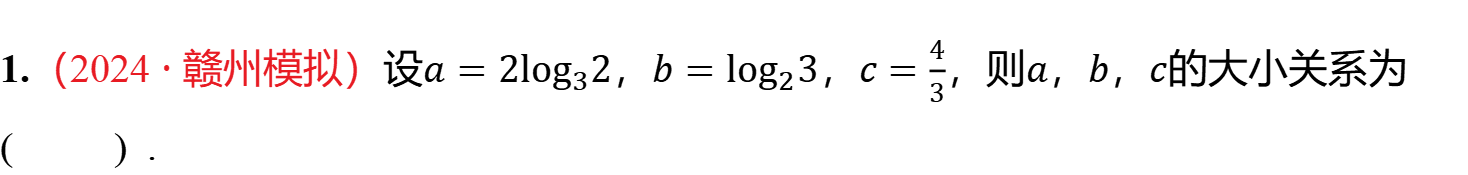 1.（2024 · 赣州模拟）设a = 2log₃2，b = log₂3，c = 4/3，则a，b，c的大小关系为
(　　) .